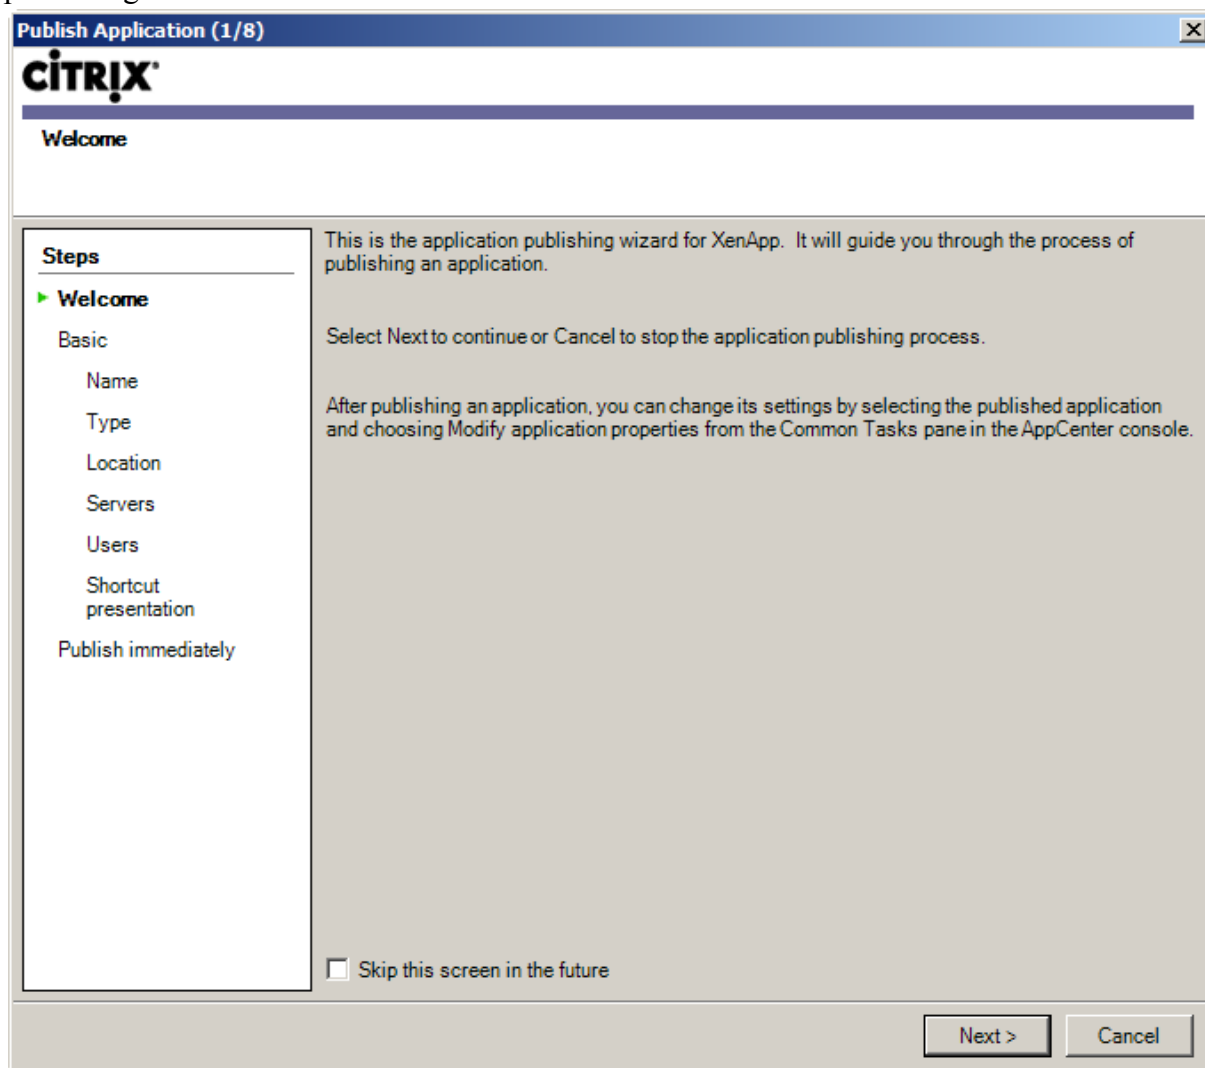 Publish Application (1/8)
CİTRIX
Welcome
Steps
Welcome
Basic
Name
Type
Location
Servers
Users
Shortcut
presentation
Publish immediately
This is the application publishing wizard for XenApp.  It will guide you through the process of
publishing an application.
Select Next to continue or Cancel to stop the application publishing process.
After publishing an application, you can change its settings by selecting the published application
and choosing Modify application properties from the Common Tasks pane in the AppCenter console.
Skip this screen in the future
Next >
Cancel